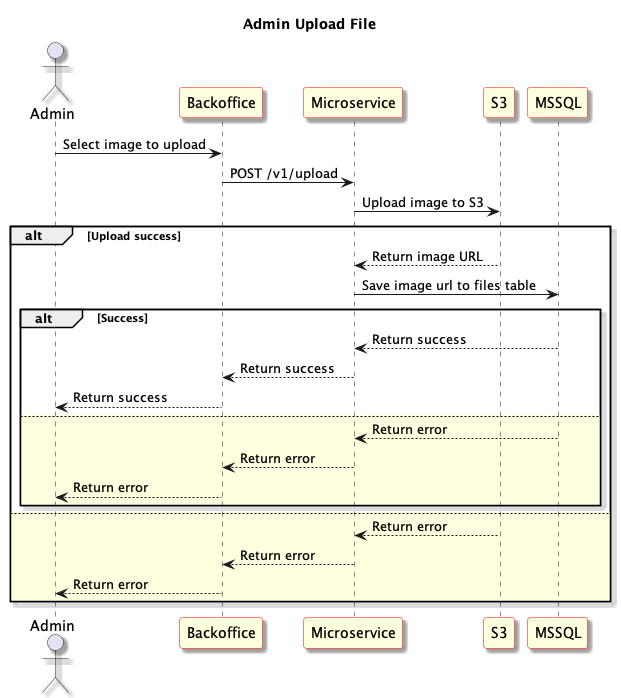 Admin Upload File
Admin
Backoffice
Microservice
S3
MSSQL
Select image to upload
POST /v1/upload
Upload image to S3
alt
[Upload success]
Return image URL
Save image url to files table
alt
[Success]
Return success
Return success
Return success
Return error
Return error
Return error
Return error
Return error
Return error
Admin
Backoffice
Microservice
S3
MSSQL